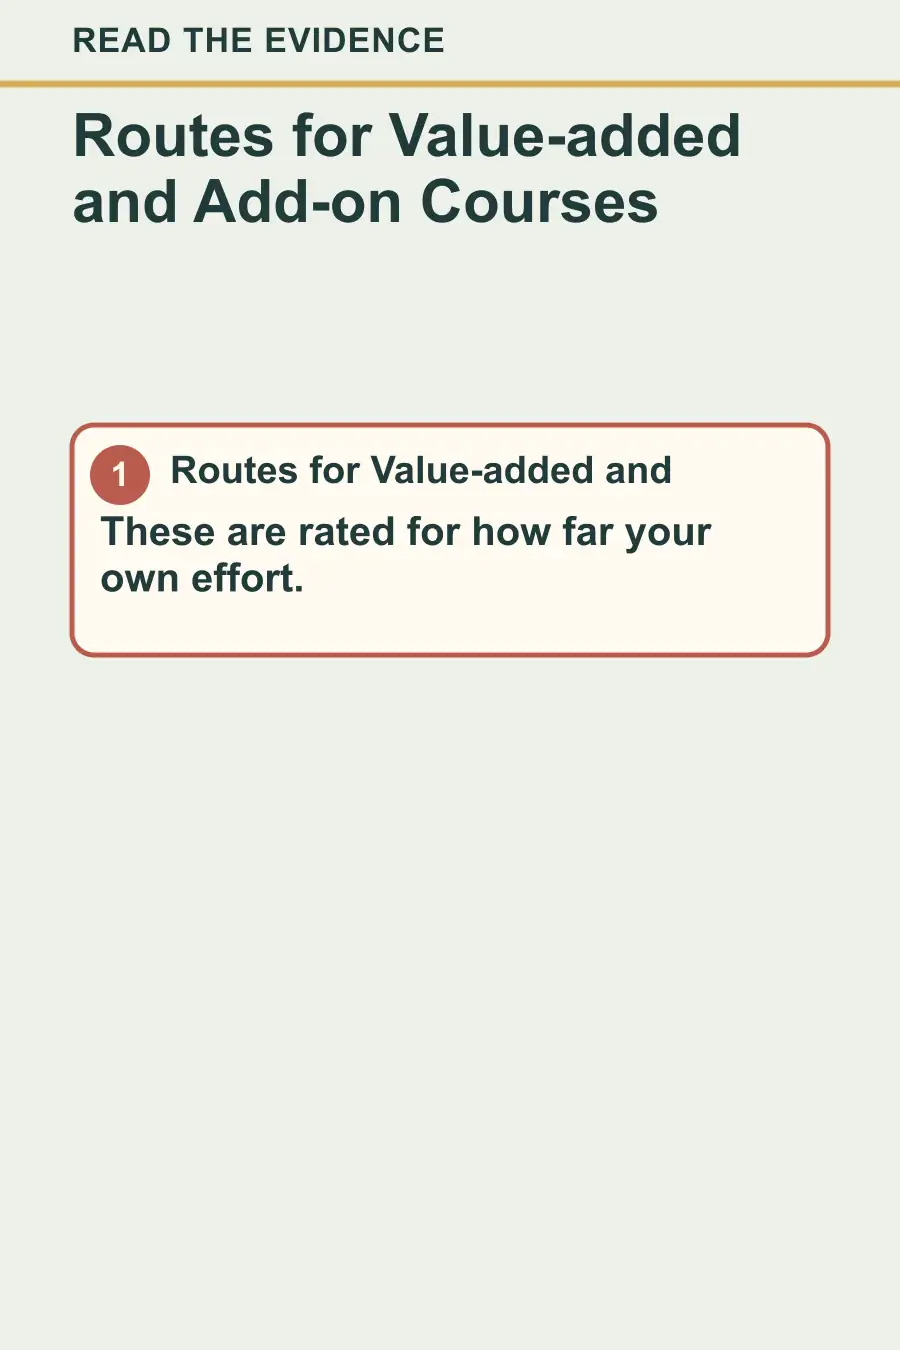 READ THE EVIDENCE
Routes for Value-added
and Add-on Courses
1 Routes for Value-added and
These are rated for how far your
own effort.